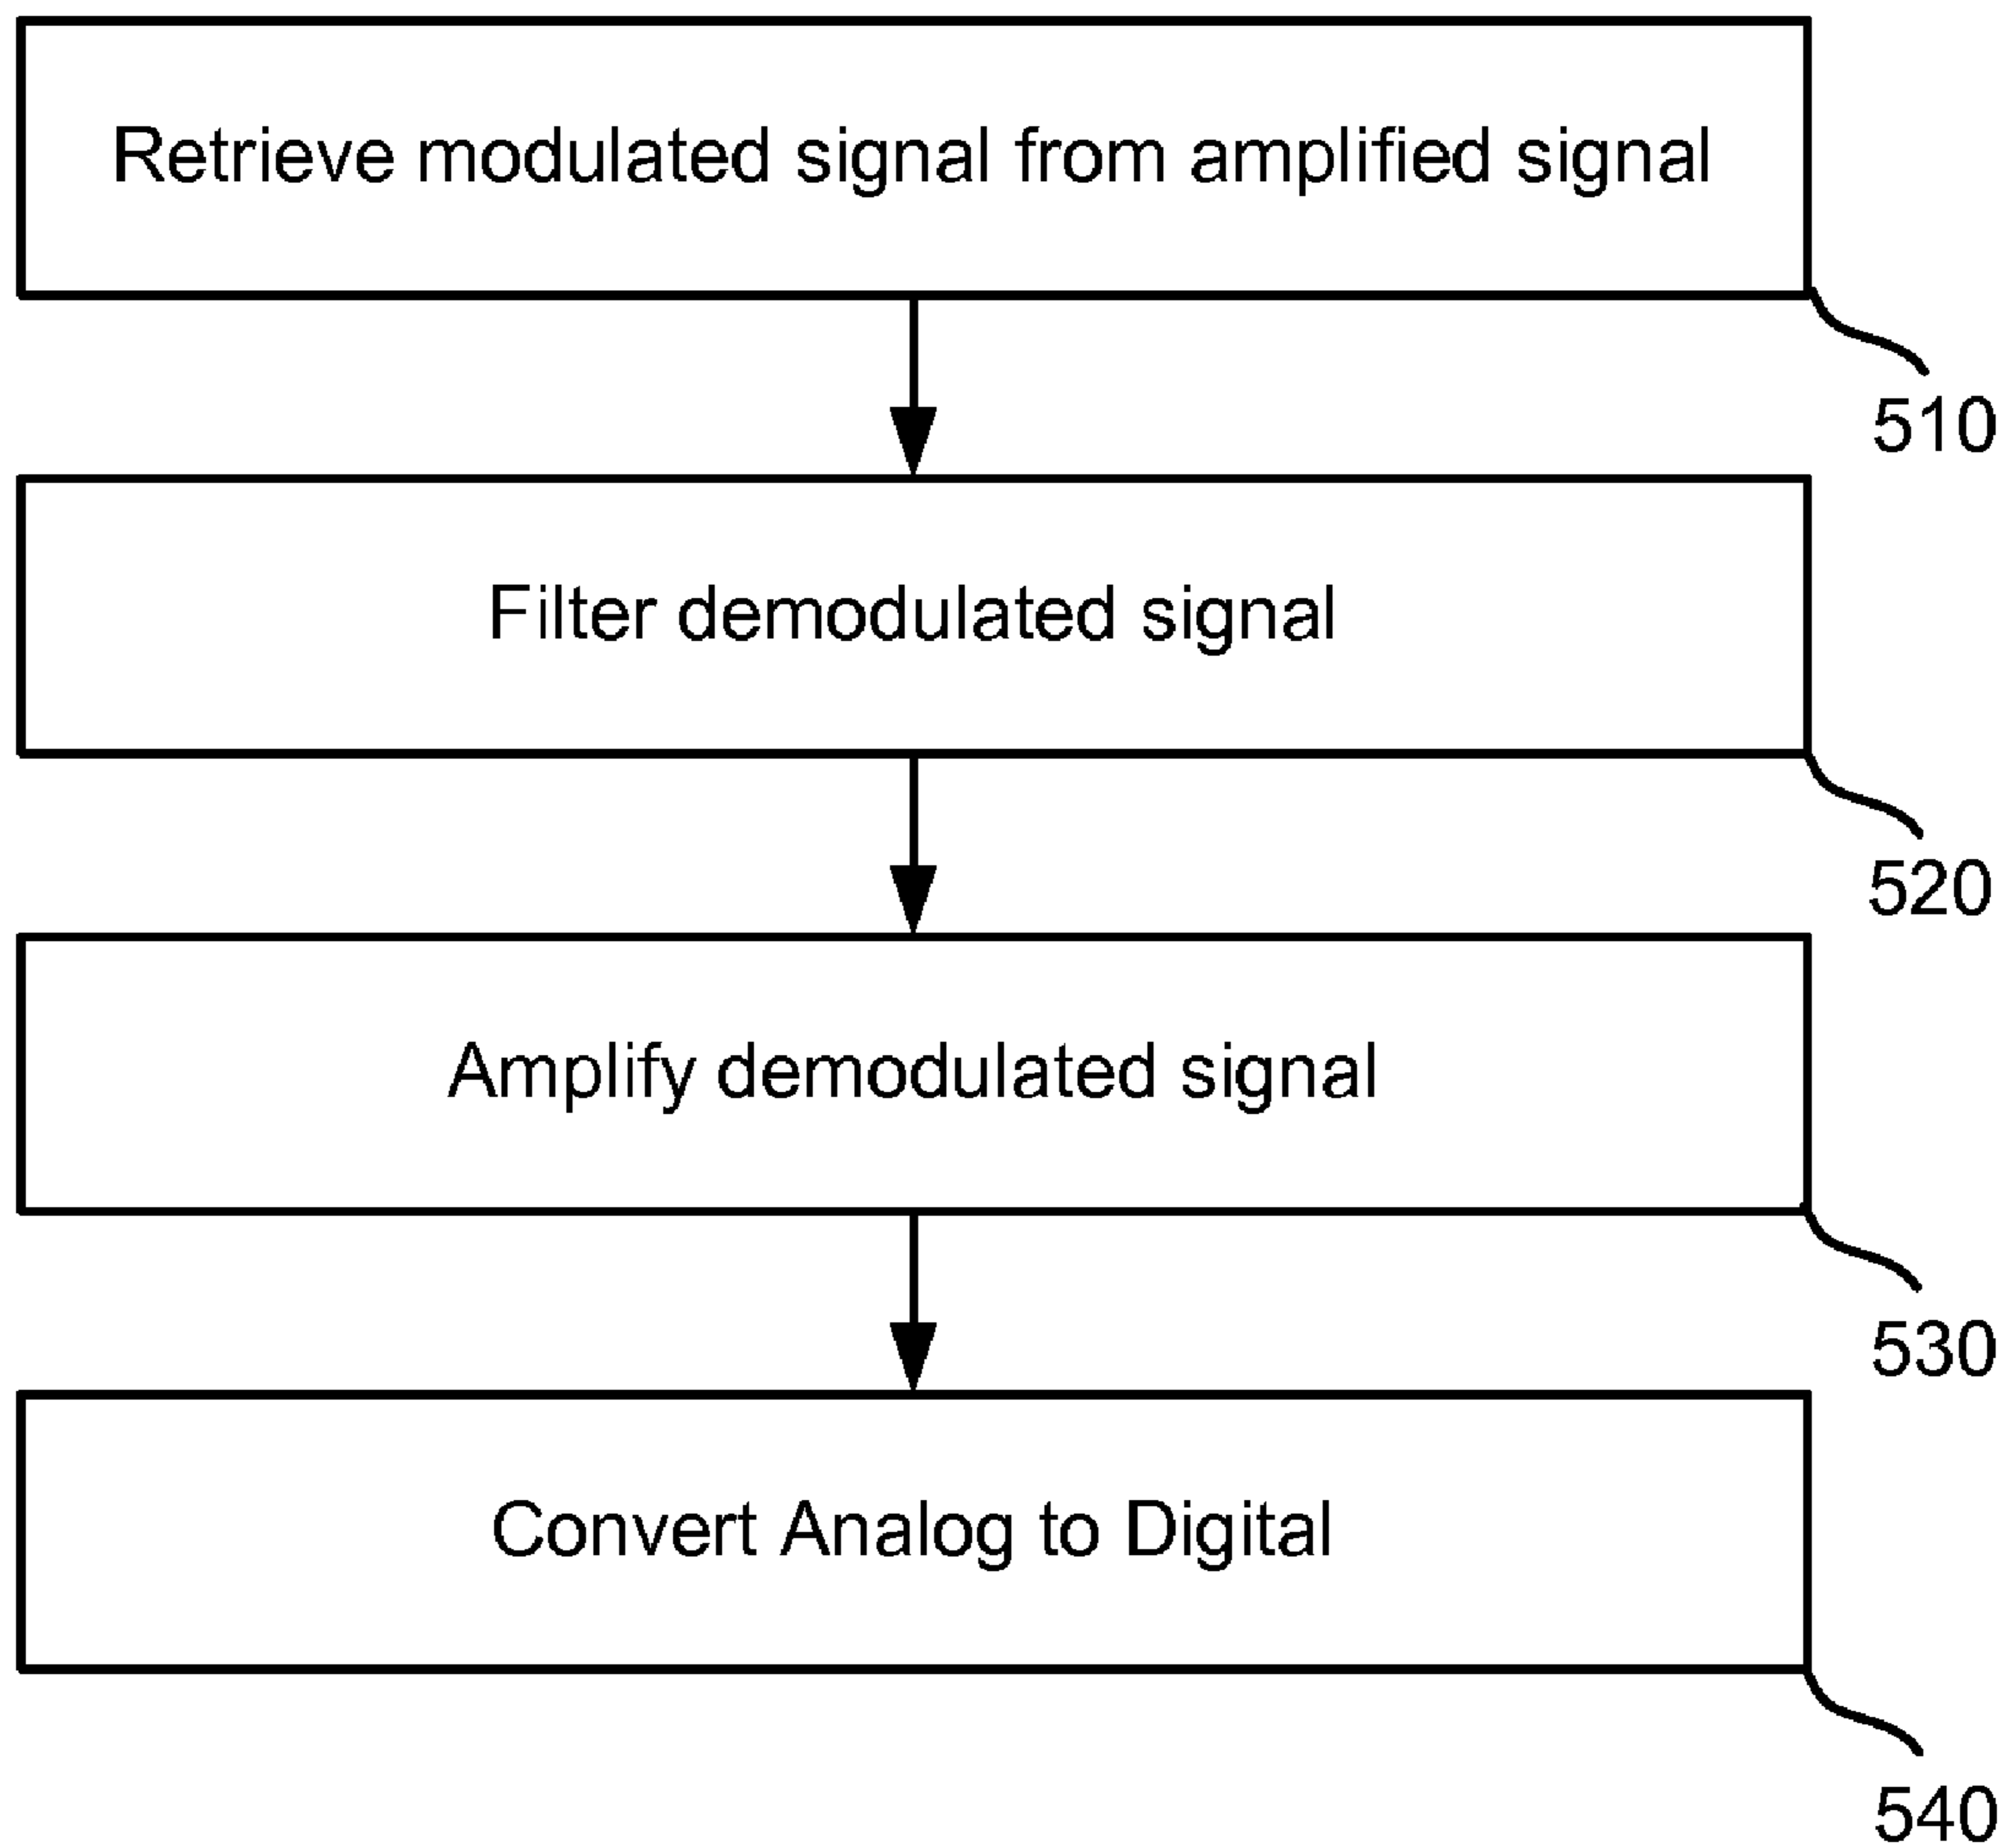 Retrieve modulated signal from amplified signal
510
Filter demodulated signal
520
Amplify demodulated signal
530
Convert Analog to Digital
540